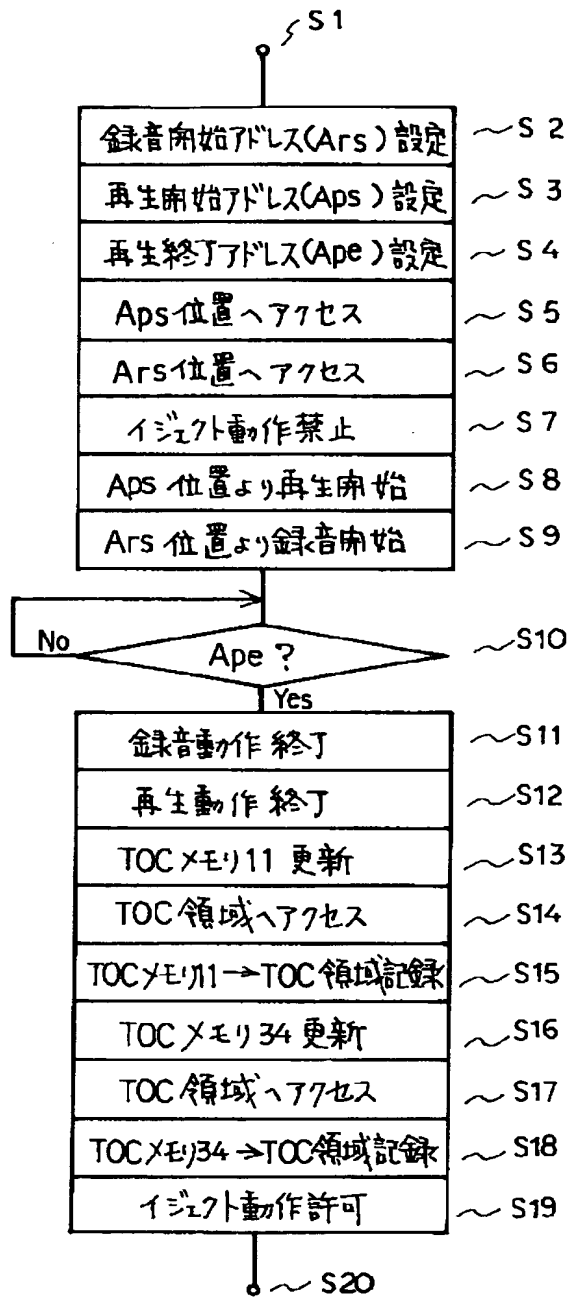 S1
録音開始アドレス(Ars)設定 S2
再生開始アドレス(Aps)設定 S3
再生終了アドレス(Ape)設定 S4
Aps位置へアクセス S5
Ars位置へアクセス S6
イジェクト動作禁止 S7
Aps位置より再生開始 S8
Ars位置より録音開始 S9
No Ape? S10
Yes
録音動作終了 S11
再生動作終了 S12
TOCメモリ11更新 S13
TOC領域へアクセス S14
TOCメモリ11→TOC領域記録 S15
TOCメモリ34更新 S16
TOC領域へアクセス S17
TOCメモリ34→TOC領域記録 S18
イジェクト動作許可 S19
S20